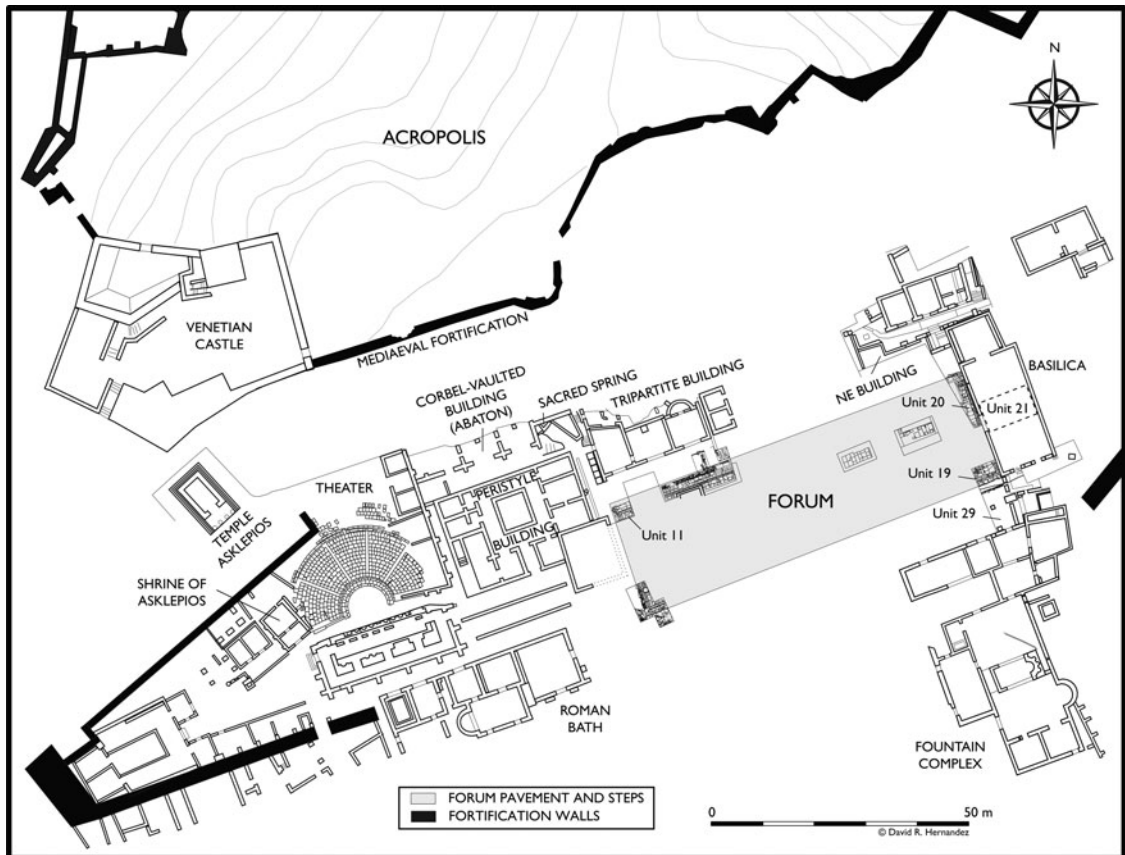 N
ACROPOLIS
VENETIAN
CASTLE
MEDIAEVAL FORTIFICATION
CORBEL-VAULTED
BUILDING
(ABATON)
SACRED SPRING
TRIPARTITE BUILDING
NE BUILDING
BASILICA
Unit 20
Unit 21
THEATER
PERISTYLE
BUILDING
TEMPLE
ASKLEPIOS
Unit 11
FORUM
Unit 19
Unit 29
SHRINE OF
ASKLEPIOS
ROMAN
BATH
FOUNTAIN
COMPLEX
FORUM PAVEMENT AND STEPS
FORTIFICATION WALLS
0 50 m
© David R. Hernandez